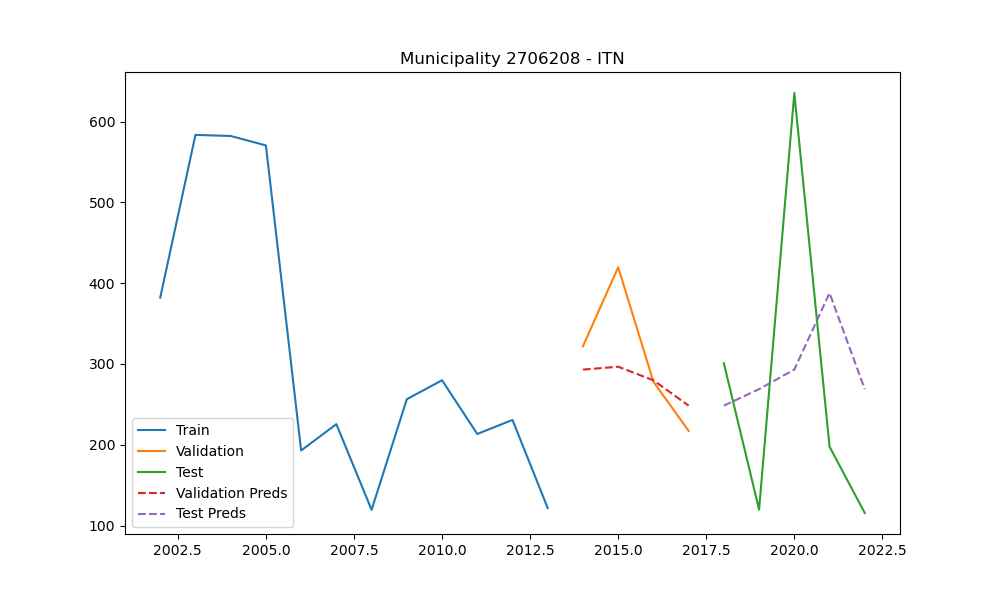 Municipality 2706208 - ITN
600
500
400
300
200
100
Train
Validation
Test
Validation Preds
Test Preds
2002.5 2005.0 2007.5 2010.0 2012.5 2015.0 2017.5 2020.0 2022.5